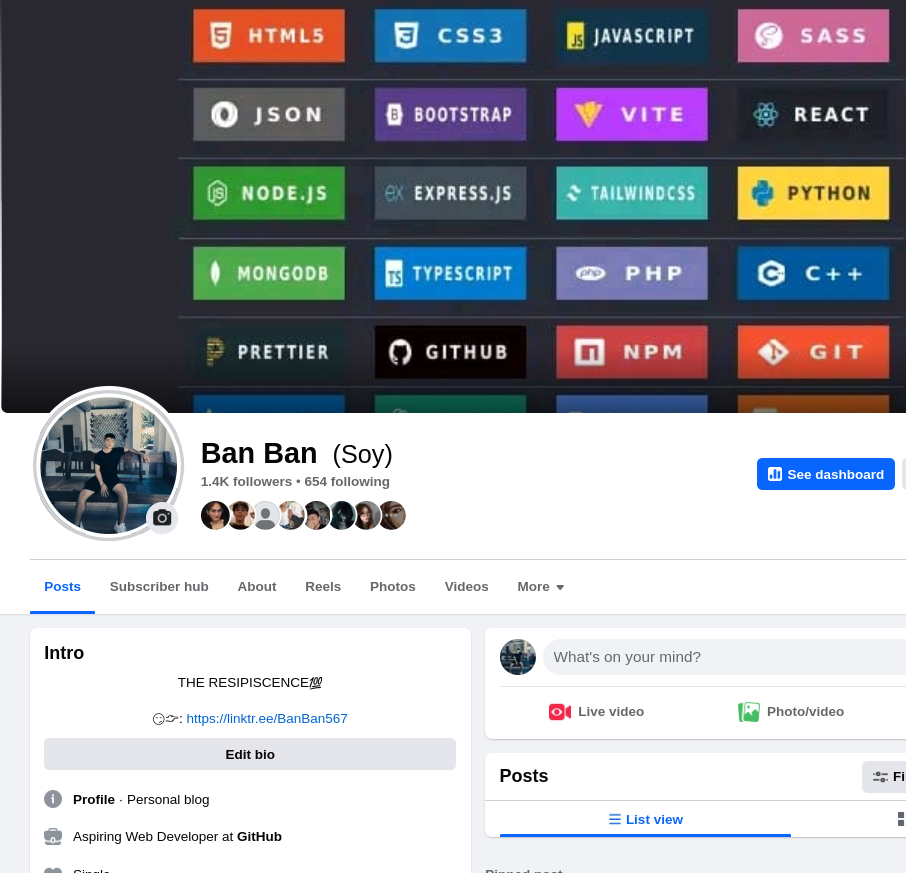 HTML5 CSS3 JAVASCRIPT SASS
JSON BOOTSTRAP VITE REACT
NODE.JS EXPRESS.JS TAILWINDCSS PYTHON
MONGODB TYPESCRIPT PHP C++
PRETTIER GITHUB NPM GIT
Ban Ban (Soy)
1.4K followers • 654 following
See dashboard
Posts Subscriber hub About Reels Photos Videos More
Intro
THE RESIPISCENCE💯
😏👉: https://linktr.ee/BanBan567
Edit bio
Profile · Personal blog
Aspiring Web Developer at GitHub
Single
What's on your mind?
Live video Photo/video
Posts
Fi
List view
Pinned post